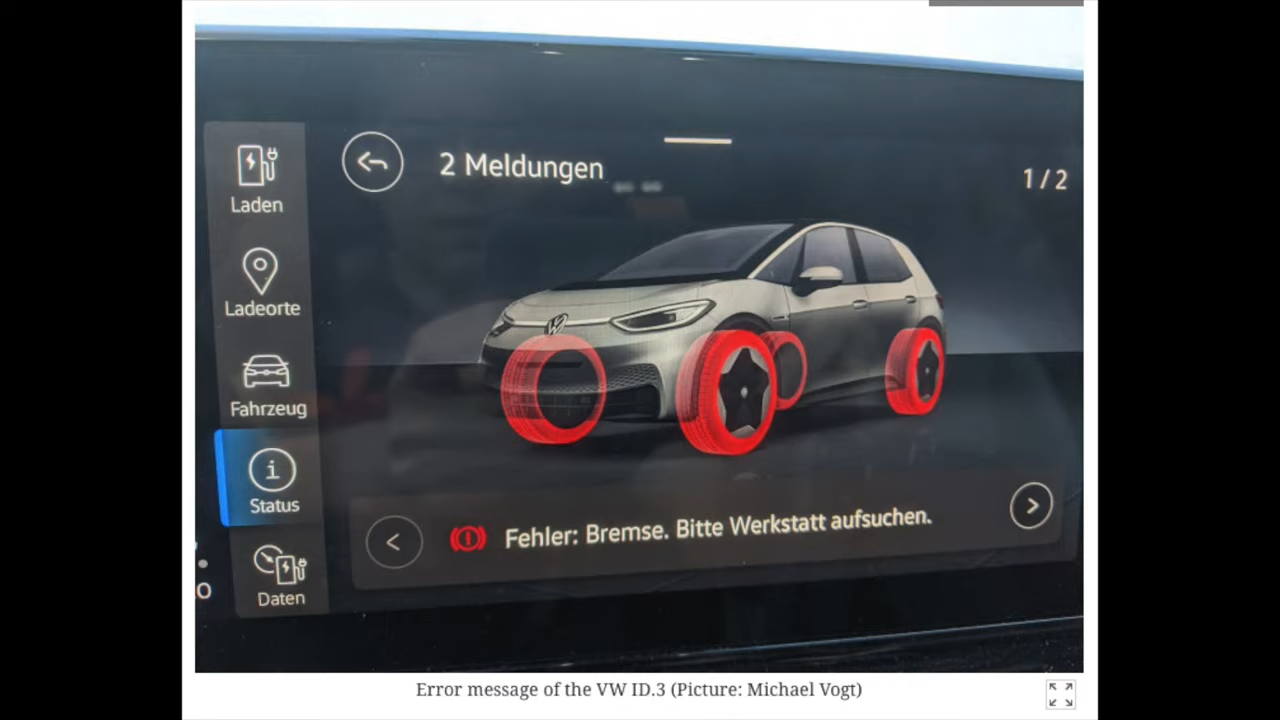 2 Meldungen
1/2
Laden
Ladeorte
Fahrzeug
Status
Daten
Fehler: Bremse. Bitte Werkstatt aufsuchen.
Error message of the VW ID.3 (Picture: Michael Vogt)